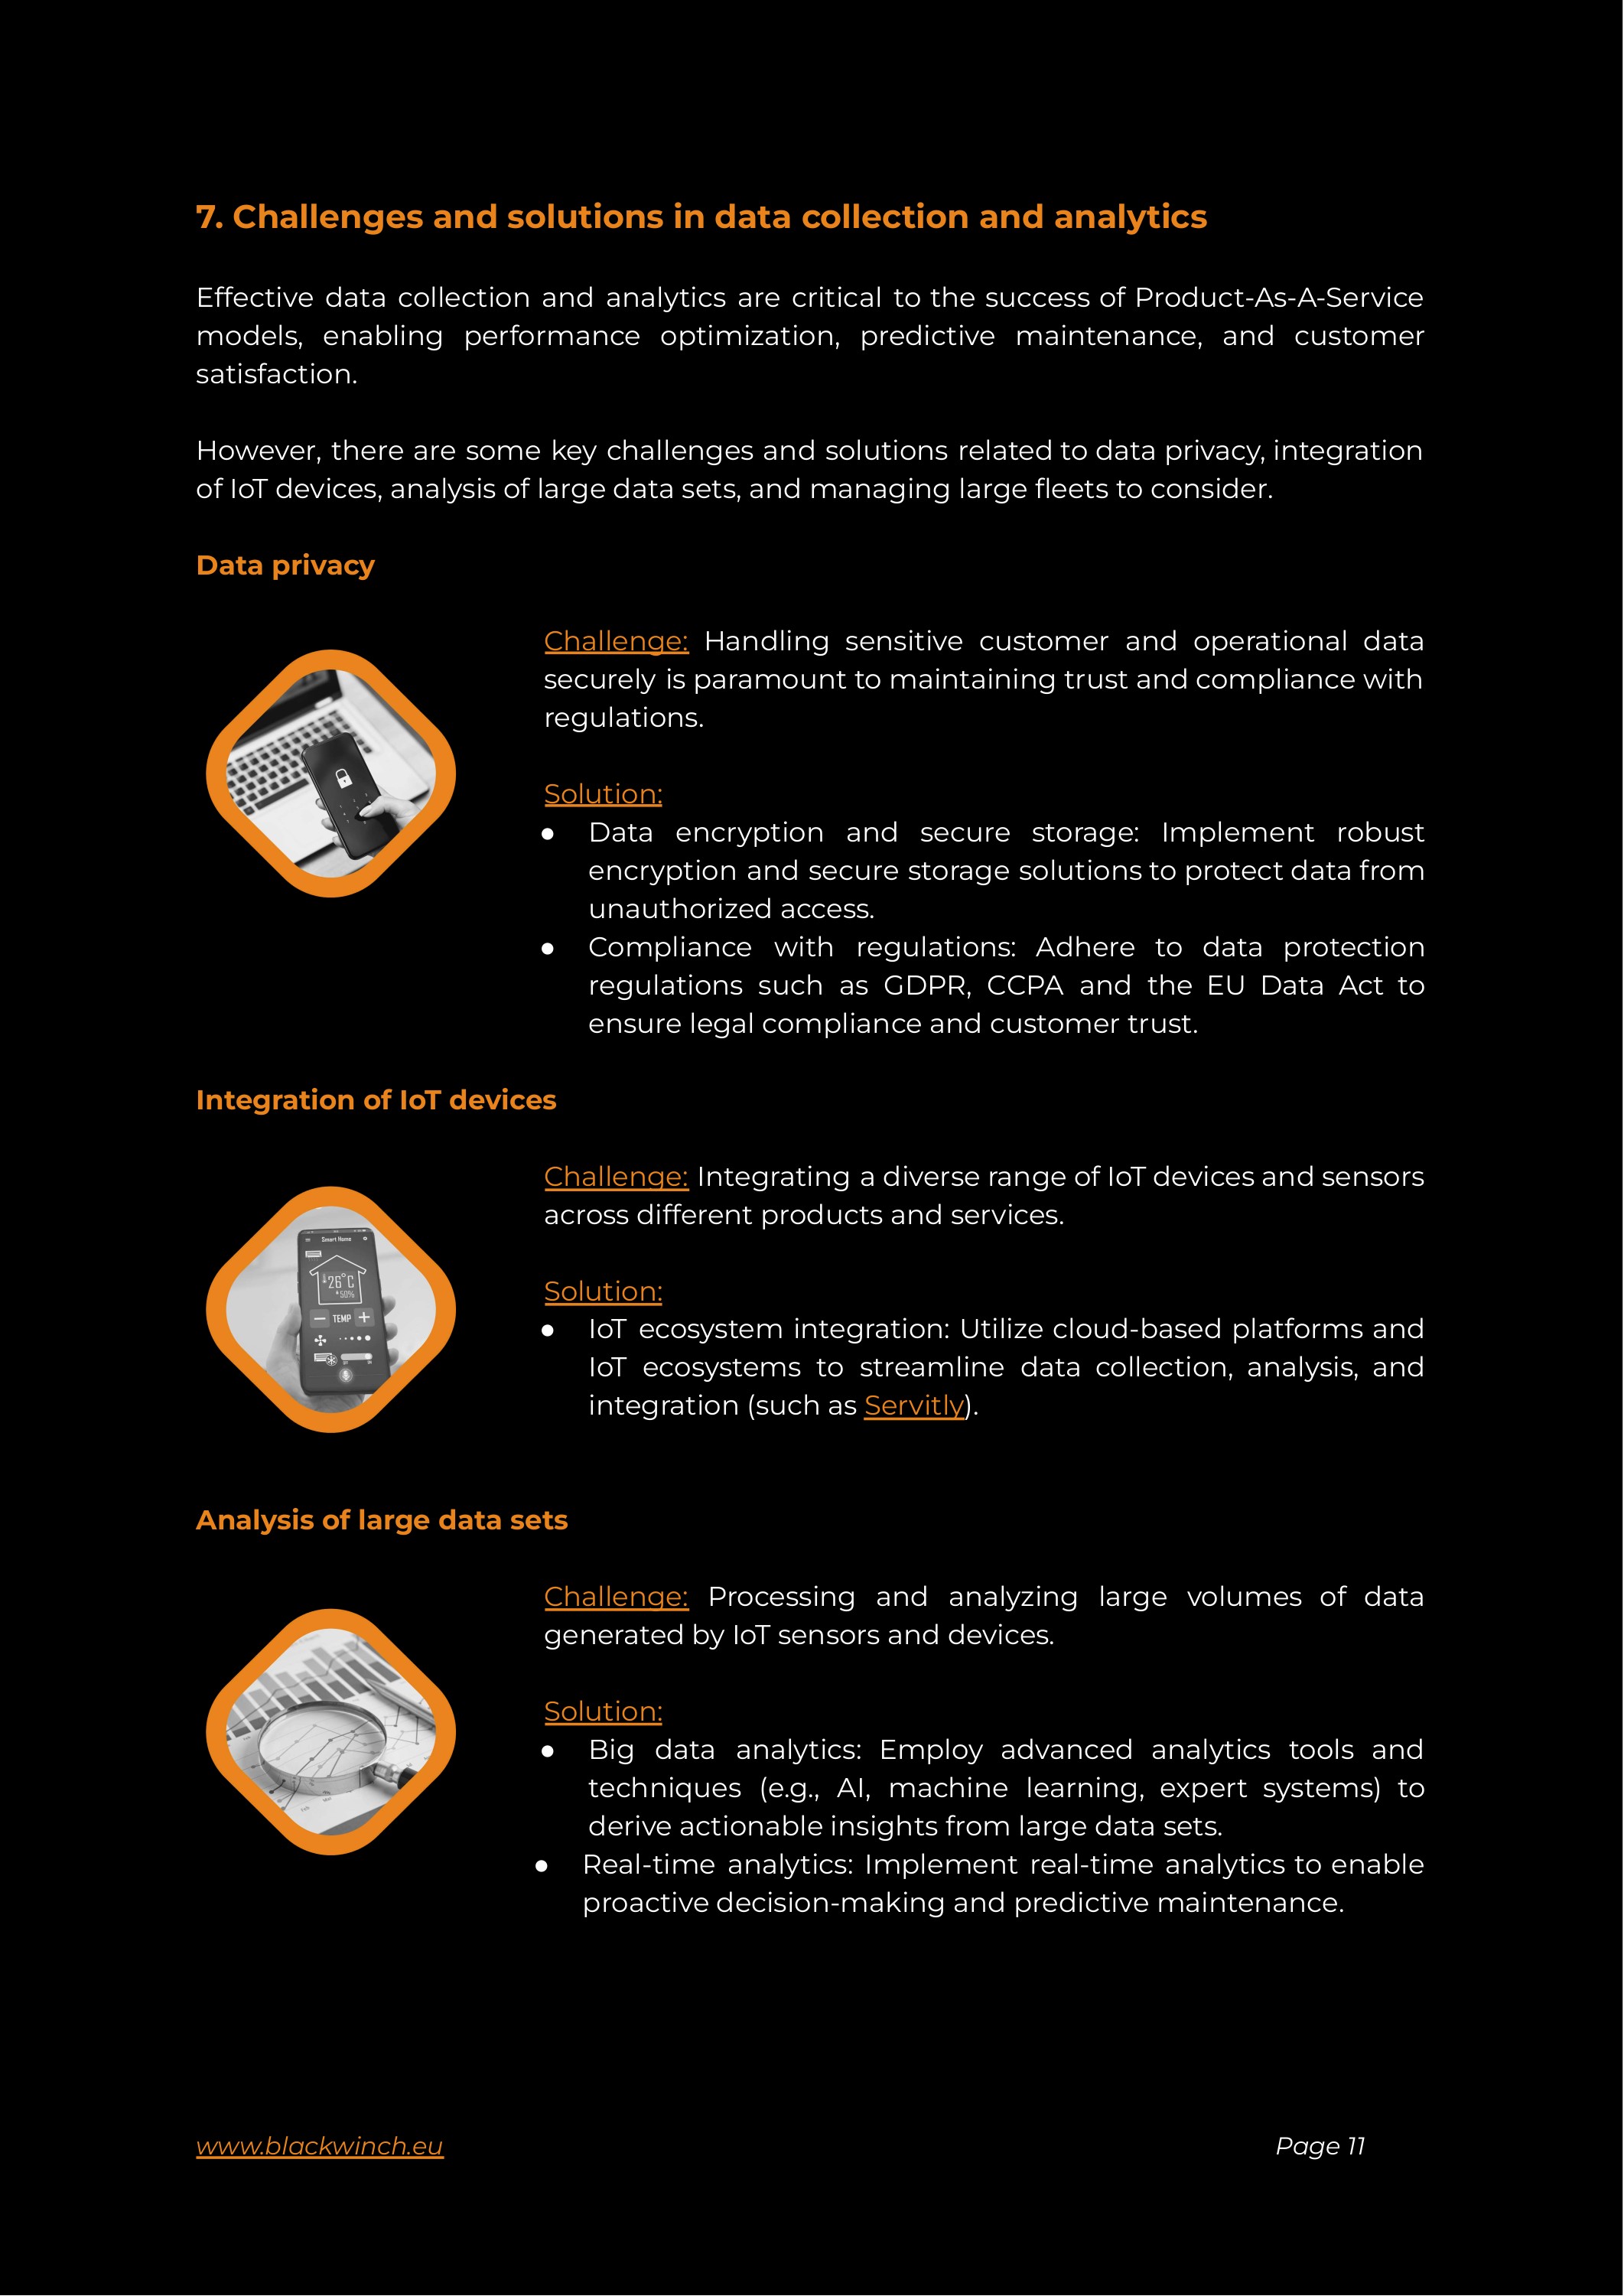 7. Challenges and solutions in data collection and analytics
Effective data collection and analytics are critical to the success of Product-As-A-Service
models, enabling performance optimization, predictive maintenance, and customer
satisfaction.
However, there are some key challenges and solutions related to data privacy, integration
of IoT devices, analysis of large data sets, and managing large fleets to consider.
Data privacy
Challenge: Handling sensitive customer and operational data
securely is paramount to maintaining trust and compliance with
regulations.
Solution:
● Data encryption and secure storage: Implement robust
encryption and secure storage solutions to protect data from
unauthorized access.
● Compliance with regulations: Adhere to data protection
regulations such as GDPR, CCPA and the EU Data Act to
ensure legal compliance and customer trust.
Integration of IoT devices
Smart Home
26°C
50%
− TEMP +
Challenge: Integrating a diverse range of IoT devices and sensors
across different products and services.
Solution:
● IoT ecosystem integration: Utilize cloud-based platforms and
IoT ecosystems to streamline data collection, analysis, and
integration (such as Servitly).
Analysis of large data sets
Challenge: Processing and analyzing large volumes of data
generated by IoT sensors and devices.
Solution:
● Big data analytics: Employ advanced analytics tools and
techniques (e.g., AI, machine learning, expert systems) to
derive actionable insights from large data sets.
● Real-time analytics: Implement real-time analytics to enable
proactive decision-making and predictive maintenance.
www.blackwinch.eu
Page 11